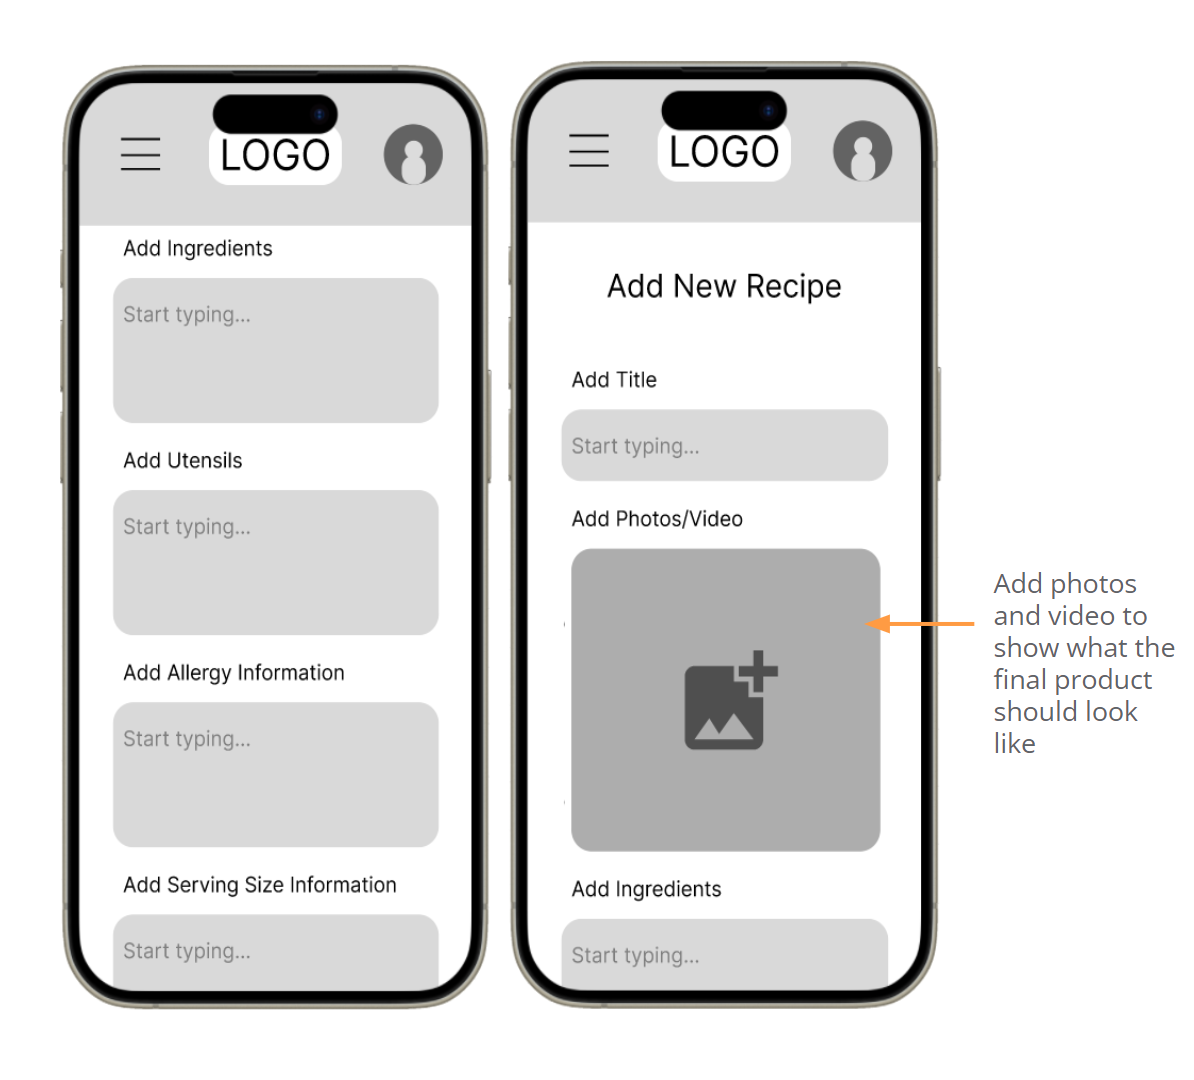 LOGO
Add Ingredients
Start typing...
Add Utensils
Start typing...
Add Allergy Information
Start typing...
Add Serving Size Information
Start typing...
LOGO
Add New Recipe
Add Title
Start typing...
Add Photos/Video
Add Ingredients
Start typing...
Add photos
and video to
show what the
final product
should look
like